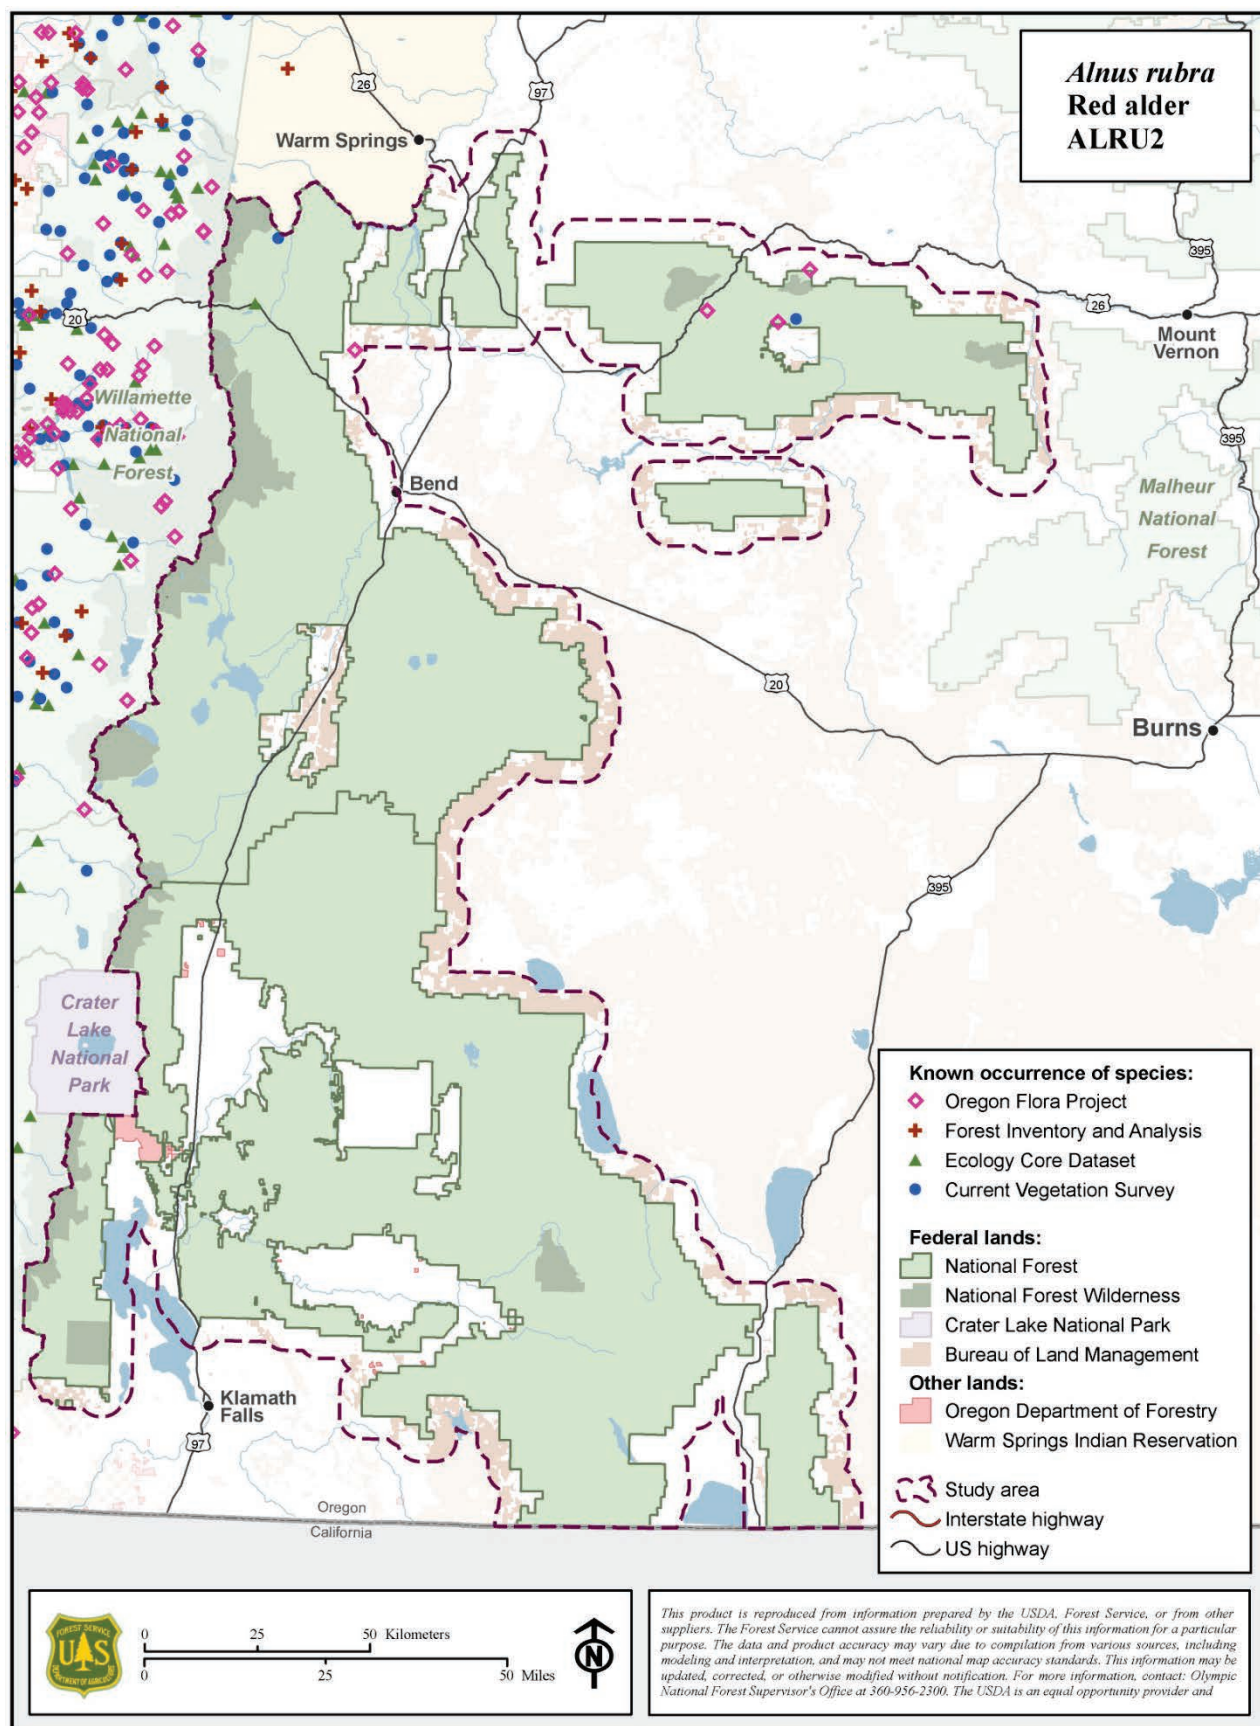 Alnus rubra
Red alder
ALRU2
26
97
Warm Springs
395
20
26
Mount
Vernon
Willamette
National
Forest
395
Bend
Malheur
National
Forest
20
Burns
395
Crater
Lake
National
Park
Known occurrence of species:
Oregon Flora Project
Forest Inventory and Analysis
Ecology Core Dataset
Current Vegetation Survey
Federal lands:
National Forest
National Forest Wilderness
Crater Lake National Park
Bureau of Land Management
Other lands:
Oregon Department of Forestry
Warm Springs Indian Reservation
Study area
Interstate highway
US highway
Klamath
Falls
97
Oregon
California
FOREST SERVICE
U S
DEPARTMENT OF AGRICULTURE
0 25 50 Kilometers
0 25 50 Miles
N
This product is reproduced from information prepared by the USDA, Forest Service, or from other
suppliers. The Forest Service cannot assure the reliability or suitability of this information for a particular
purpose. The data and product accuracy may vary due to compilation from various sources, including
modeling and interpretation, and may not meet national map accuracy standards. This information may be
updated, corrected, or otherwise modified without notification. For more information, contact: Olympic
National Forest Supervisor's Office at 360-956-2300. The USDA is an equal opportunity provider and